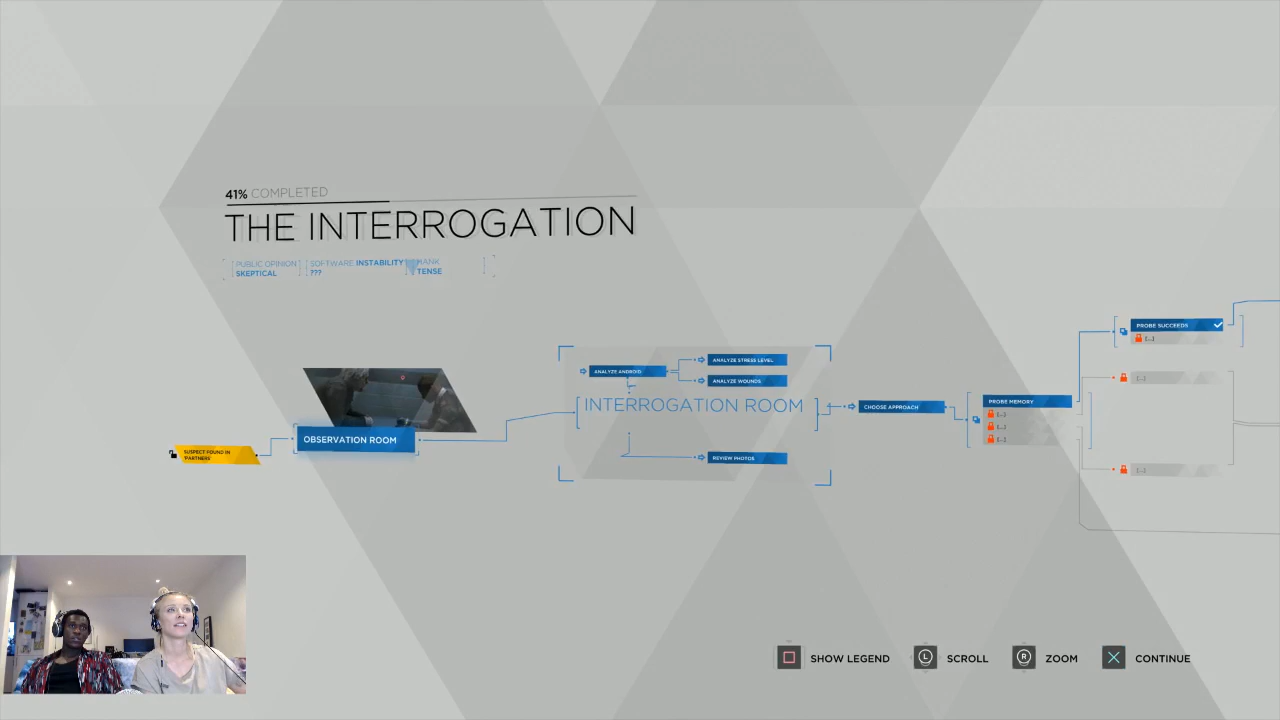 41% COMPLETED
THE INTERROGATION
PUBLIC OPINION
SKEPTICAL
SOFTWARE INSTABILITY
???
HANK
TENSE
SUSPECT FOUND IN
'PARTNERS'
OBSERVATION ROOM
ANALYZE ANDROID
ANALYZE STRESS LEVEL
ANALYZE WOUNDS
INTERROGATION ROOM
REVIEW PHOTOS
CHOOSE APPROACH
PROBE MEMORY
[...]
[...]
[...]
PROBE SUCCEEDS
[...]
[...]
[...]
SHOW LEGEND
L SCROLL
R ZOOM
CONTINUE